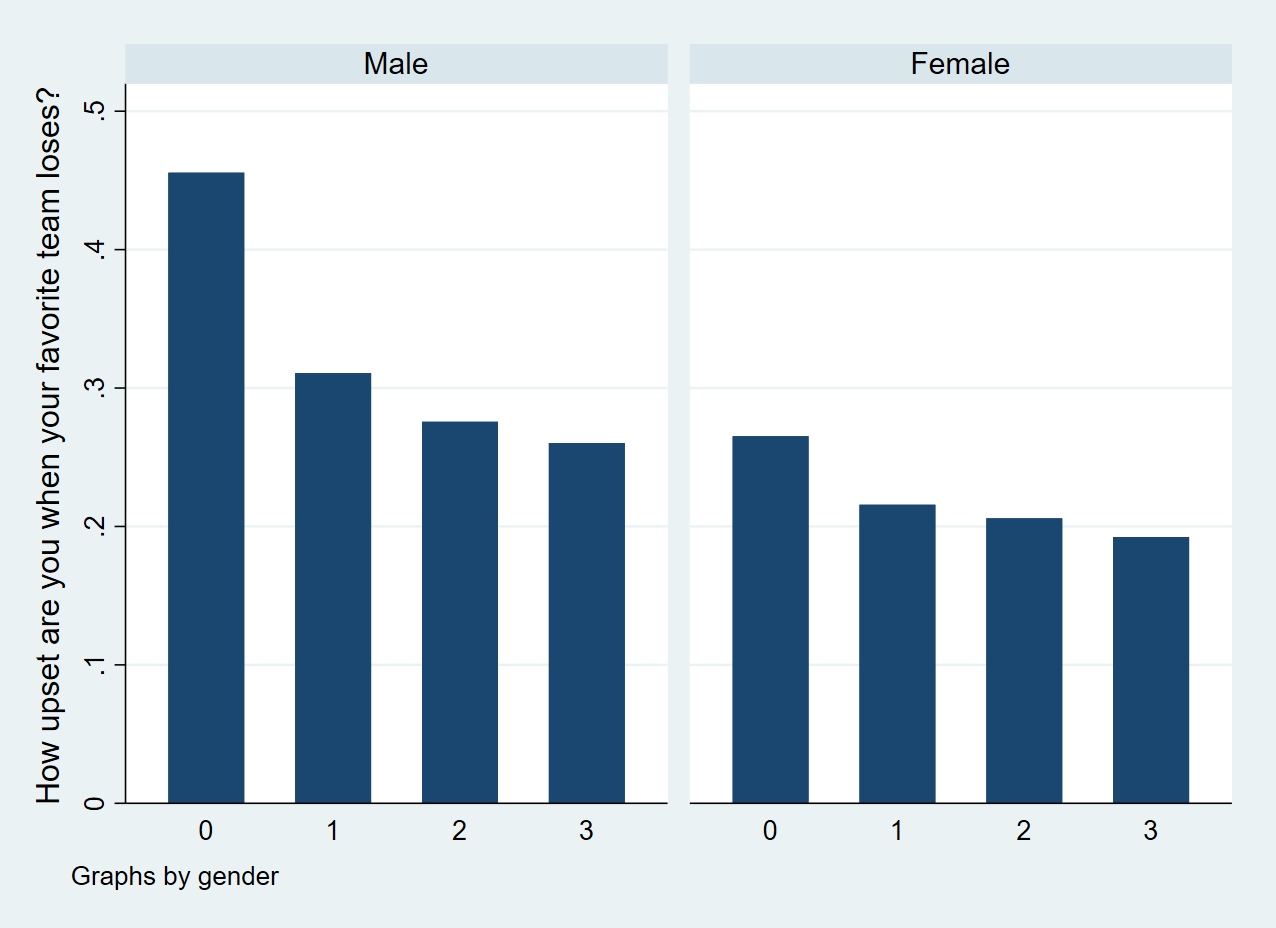 Male
Female
How upset are you when your favorite team loses?
.5
.4
.3
.2
.1
0
0 1 2 3
0 1 2 3
Graphs by gender